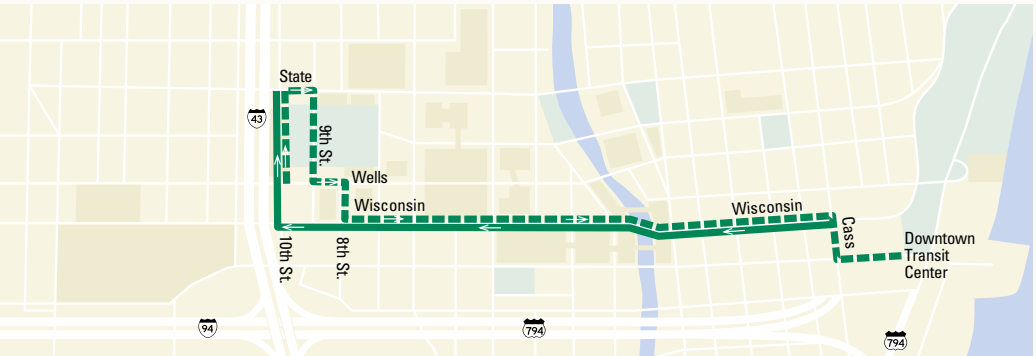 State
43
9th St.
Wells
Wisconsin
Wisconsin
Cass
10th St.
8th St.
Downtown
Transit
Center
94
794
794